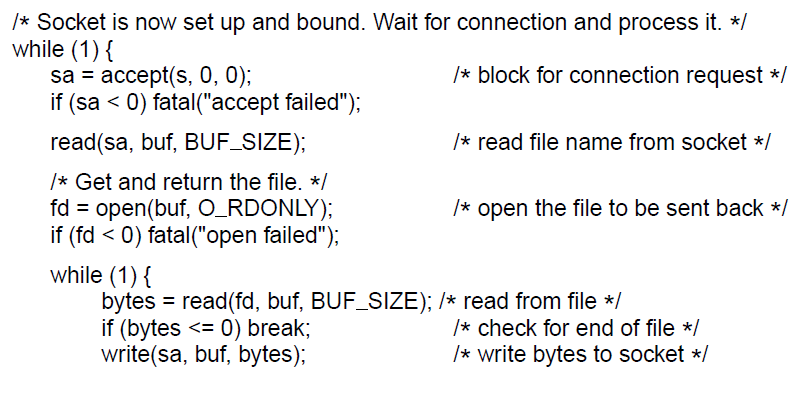 /* Socket is now set up and bound. Wait for connection and process it. */
while (1) {
sa = accept(s, 0, 0); /* block for connection request */
if (sa < 0) fatal("accept failed");
read(sa, buf, BUF_SIZE); /* read file name from socket */
/* Get and return the file. */
fd = open(buf, O_RDONLY); /* open the file to be sent back */
if (fd < 0) fatal("open failed");
while (1) {
bytes = read(fd, buf, BUF_SIZE); /* read from file */
if (bytes <= 0) break; /* check for end of file */
write(sa, buf, bytes); /* write bytes to socket */